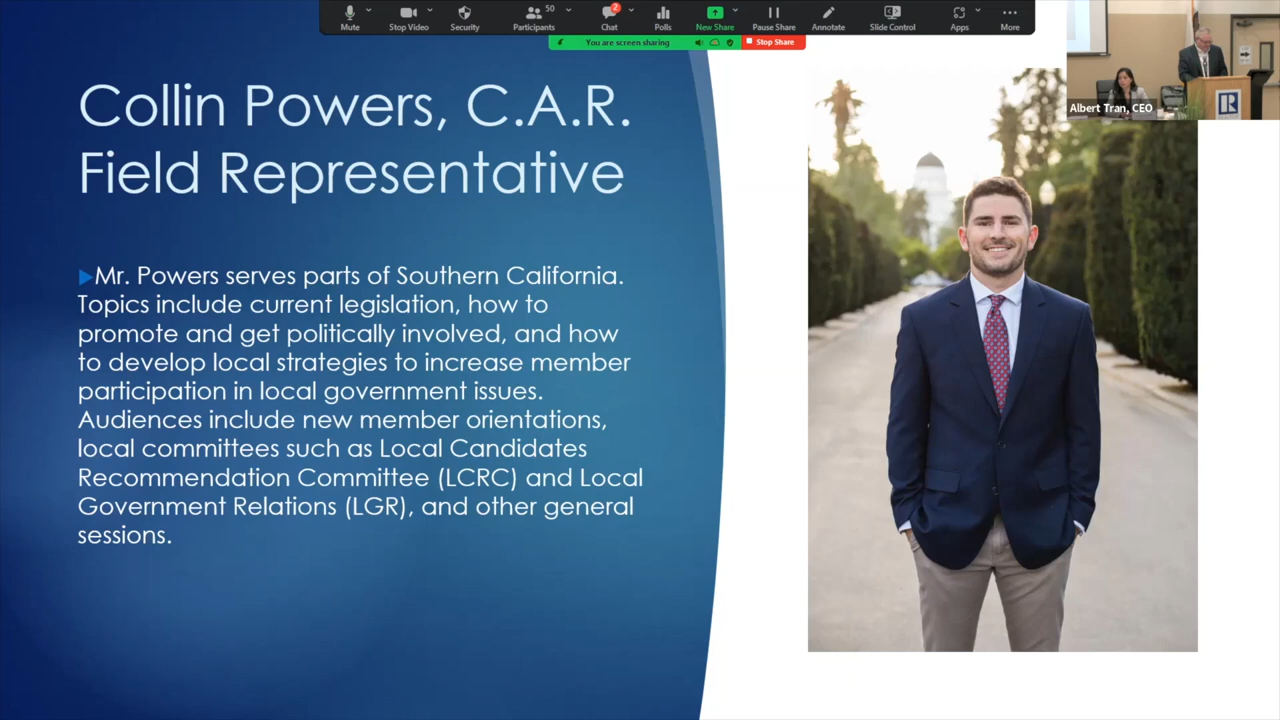 50
2
Mute
Stop Video
Security
Participants
Chat
Polls
New Share
Pause Share
Annotate
Slide Control
Apps
More
You are screen sharing
Stop Share
Albert Tran, CEO
R
Collin Powers, C.A.R.
Field Representative
Mr. Powers serves parts of Southern California.
Topics include current legislation, how to
promote and get politically involved, and how
to develop local strategies to increase member
participation in local government issues.
Audiences include new member orientations,
local committees such as Local Candidates
Recommendation Committee (LCRC) and Local
Government Relations (LGR), and other general
sessions.